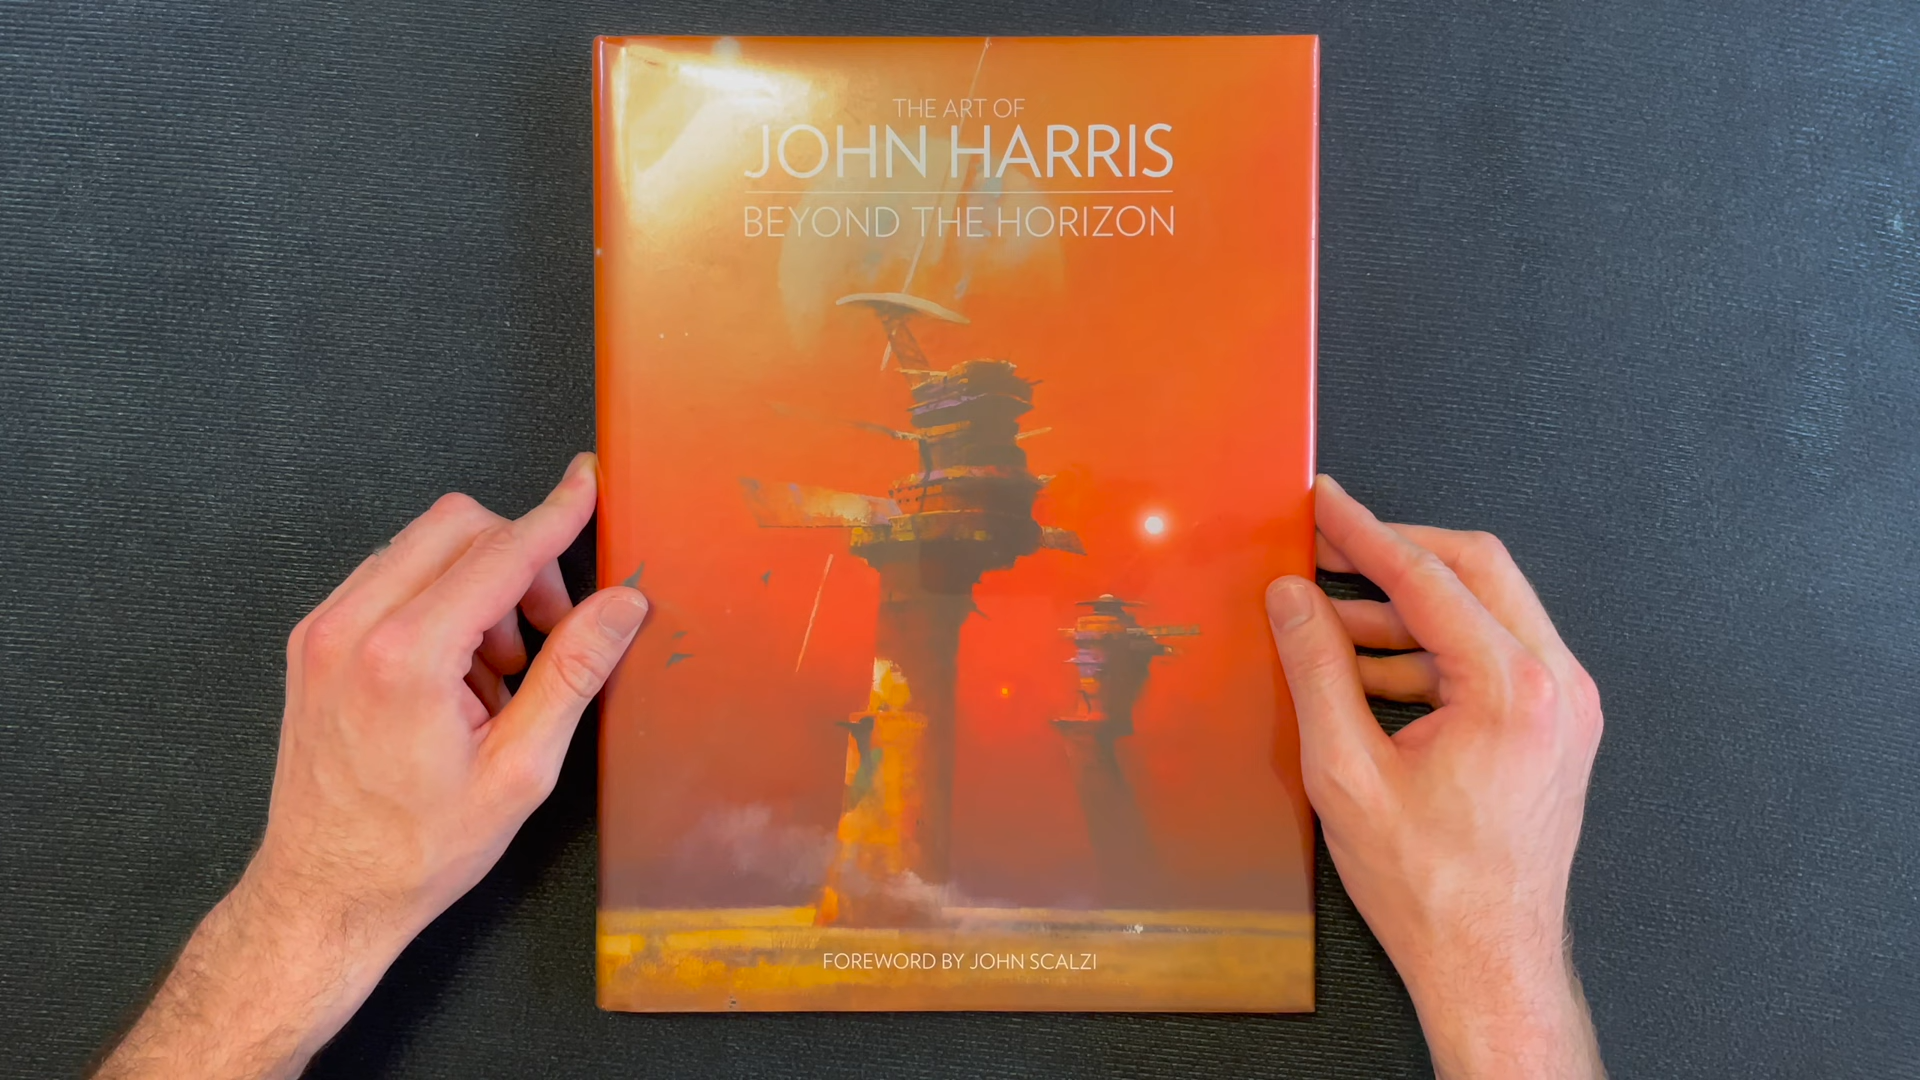 THE ART OF
JOHN HARRIS
BEYOND THE HORIZON
FOREWORD BY JOHN SCALZI